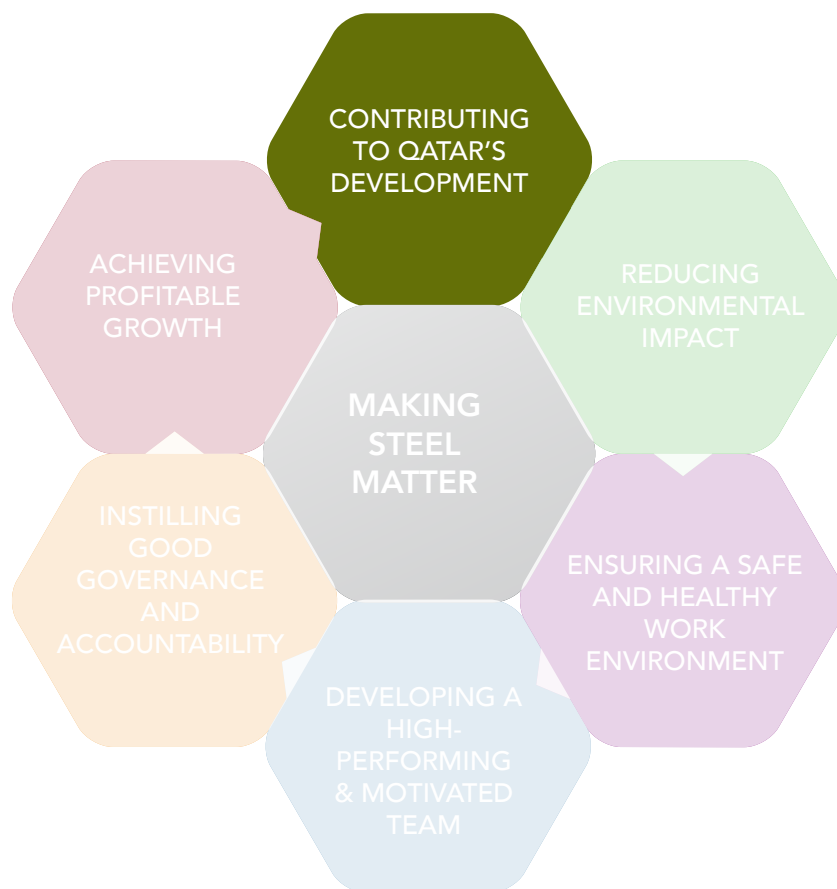 CONTRIBUTING
TO QATAR'S
DEVELOPMENT
ACHIEVING
PROFITABLE
GROWTH
REDUCING
ENVIRONMENTAL
IMPACT
MAKING
STEEL
MATTER
INSTILLING
GOOD
GOVERNANCE
AND
ACCOUNTABILITY
ENSURING A SAFE
AND HEALTHY
WORK
ENVIRONMENT
DEVELOPING A
HIGH-
PERFORMING
& MOTIVATED
TEAM